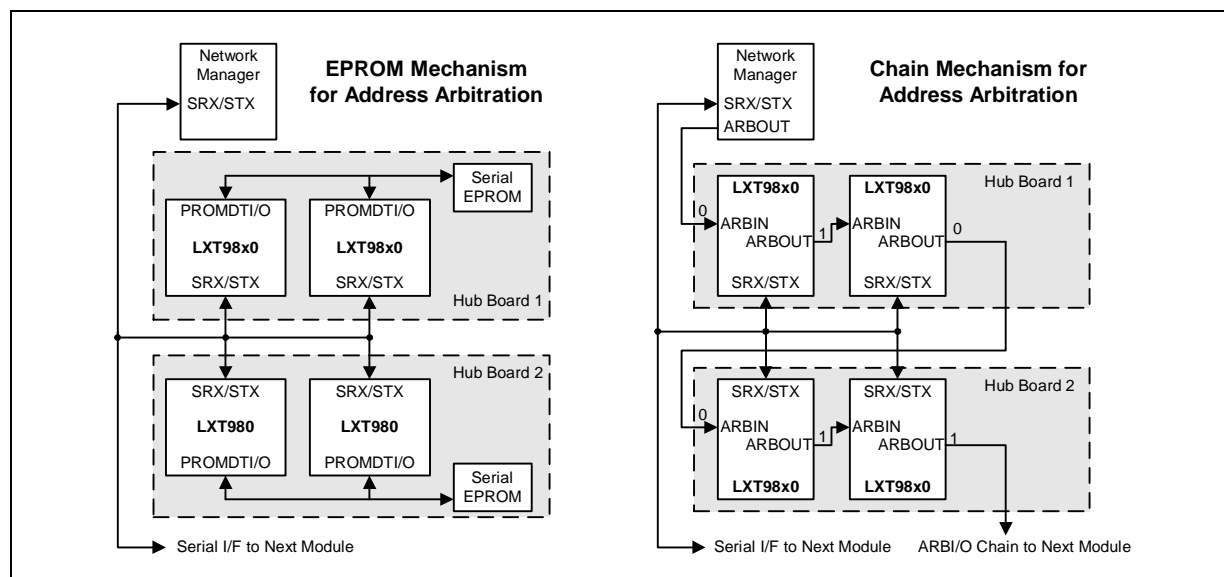 Network
Manager
SRX/STX
EPROM Mechanism
for Address Arbitration
Serial
EPROM
PROMDTI/O
LXT98x0
SRX/STX
PROMDTI/O
LXT98x0
SRX/STX
Hub Board 1
Hub Board 2
SRX/STX
LXT980
PROMDTI/O
SRX/STX
LXT980
PROMDTI/O
Serial
EPROM
Serial I/F to Next Module
Network
Manager
SRX/STX
ARBOUT
Chain Mechanism for
Address Arbitration
Hub Board 1
0
LXT98x0
ARBIN
ARBOUT
SRX/STX
1
LXT98x0
ARBIN
ARBOUT
SRX/STX
0
Hub Board 2
0
SRX/STX
ARBIN
ARBOUT
LXT98x0
1
SRX/STX
ARBIN
ARBOUT
LXT98x0
1
Serial I/F to Next Module
ARBI/O Chain to Next Module